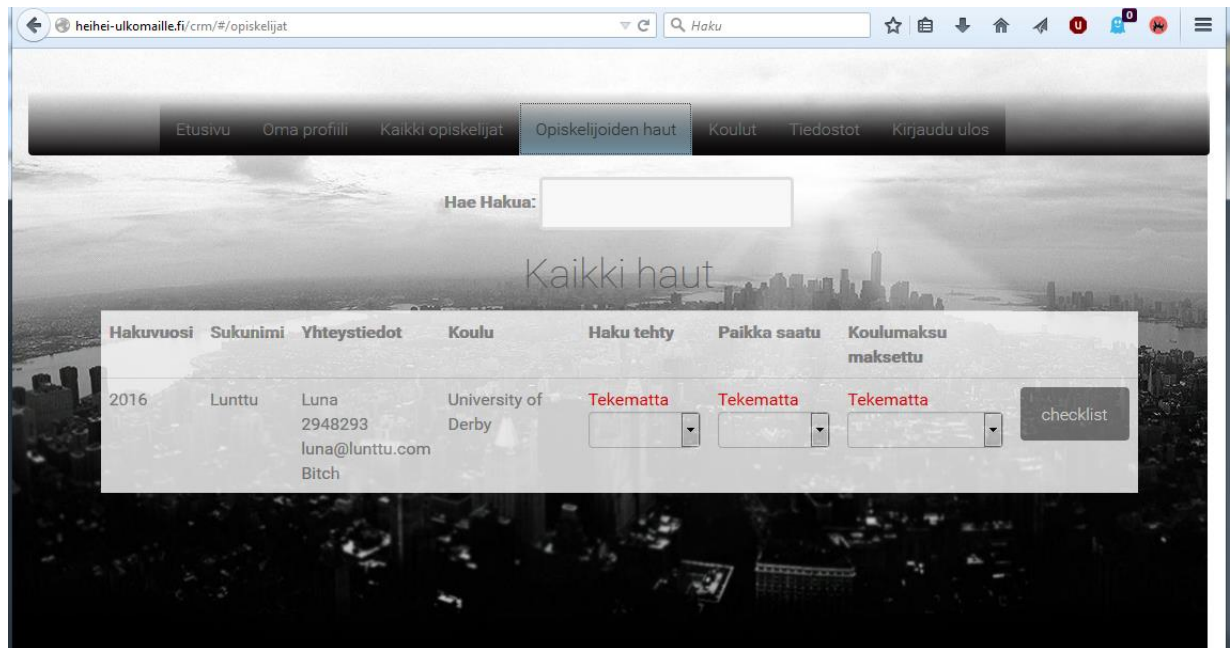 heihei-ulkomaille.fi/crm/#/opiskelijat
Haku
0
Etusivu Oma profiili Kaikki opiskelijat Opiskelijoiden haut Koulut Tiedostot Kirjaudu ulos
Hae Hakua:
Kaikki haut
Hakuvuosi Sukunimi Yhteystiedot Koulu Haku tehty Paikka saatu Koulumaksu
maksettu
2016 Lunttu Luna University of Tekematta Tekematta Tekematta checklist
2948293 Derby
luna@lunttu.com
Bitch